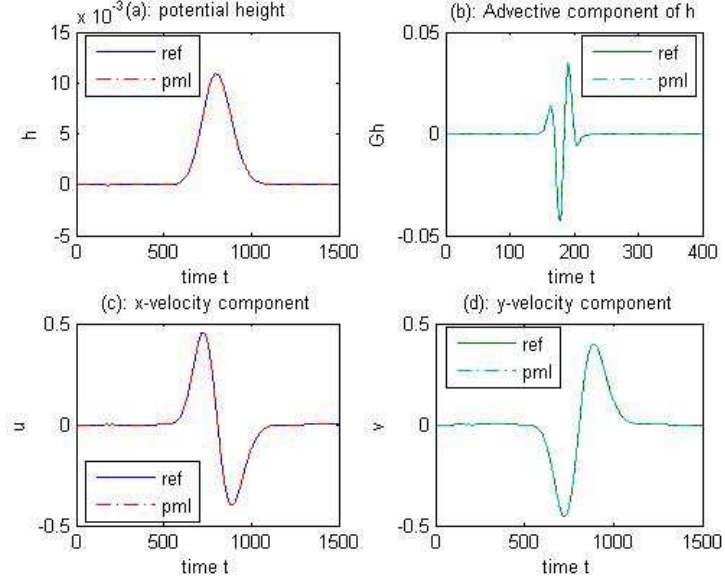 x 10⁻³(a): potential height
15
10
5
0
-5
h
ref
pml
0
500
1000
1500
time t
(b): Advective component of h
0.05
0
-0.05
Gh
ref
pml
0
100
200
300
400
time t
(c): x-velocity component
0.5
0
-0.5
u
ref
pml
0
500
1000
1500
time t
(d): y-velocity component
0.5
0
-0.5
v
ref
pml
0
500
1000
1500
time t